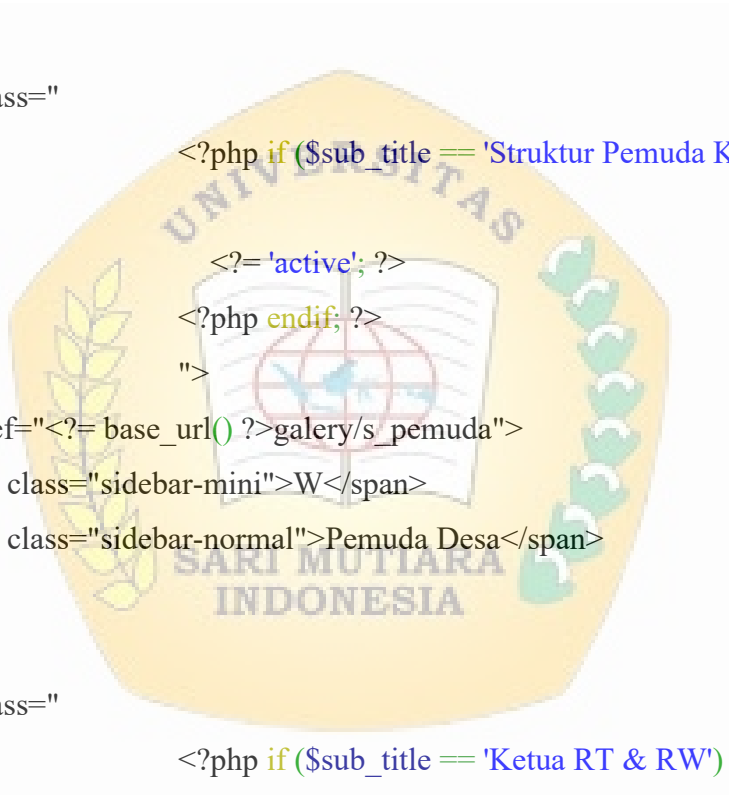 ass="
<?php if ($sub_title == 'Struktur Pemuda K
UNIVERSITAS
<?= 'active'; ?>
<?php endif; ?>
">
ef="<?= base_url() ?>galery/s_pemuda">
class="sidebar-mini">W</span>
class="sidebar-normal">Pemuda Desa</span>
SARI MUTIARA
INDONESIA
ass="
<?php if ($sub_title == 'Ketua RT & RW')